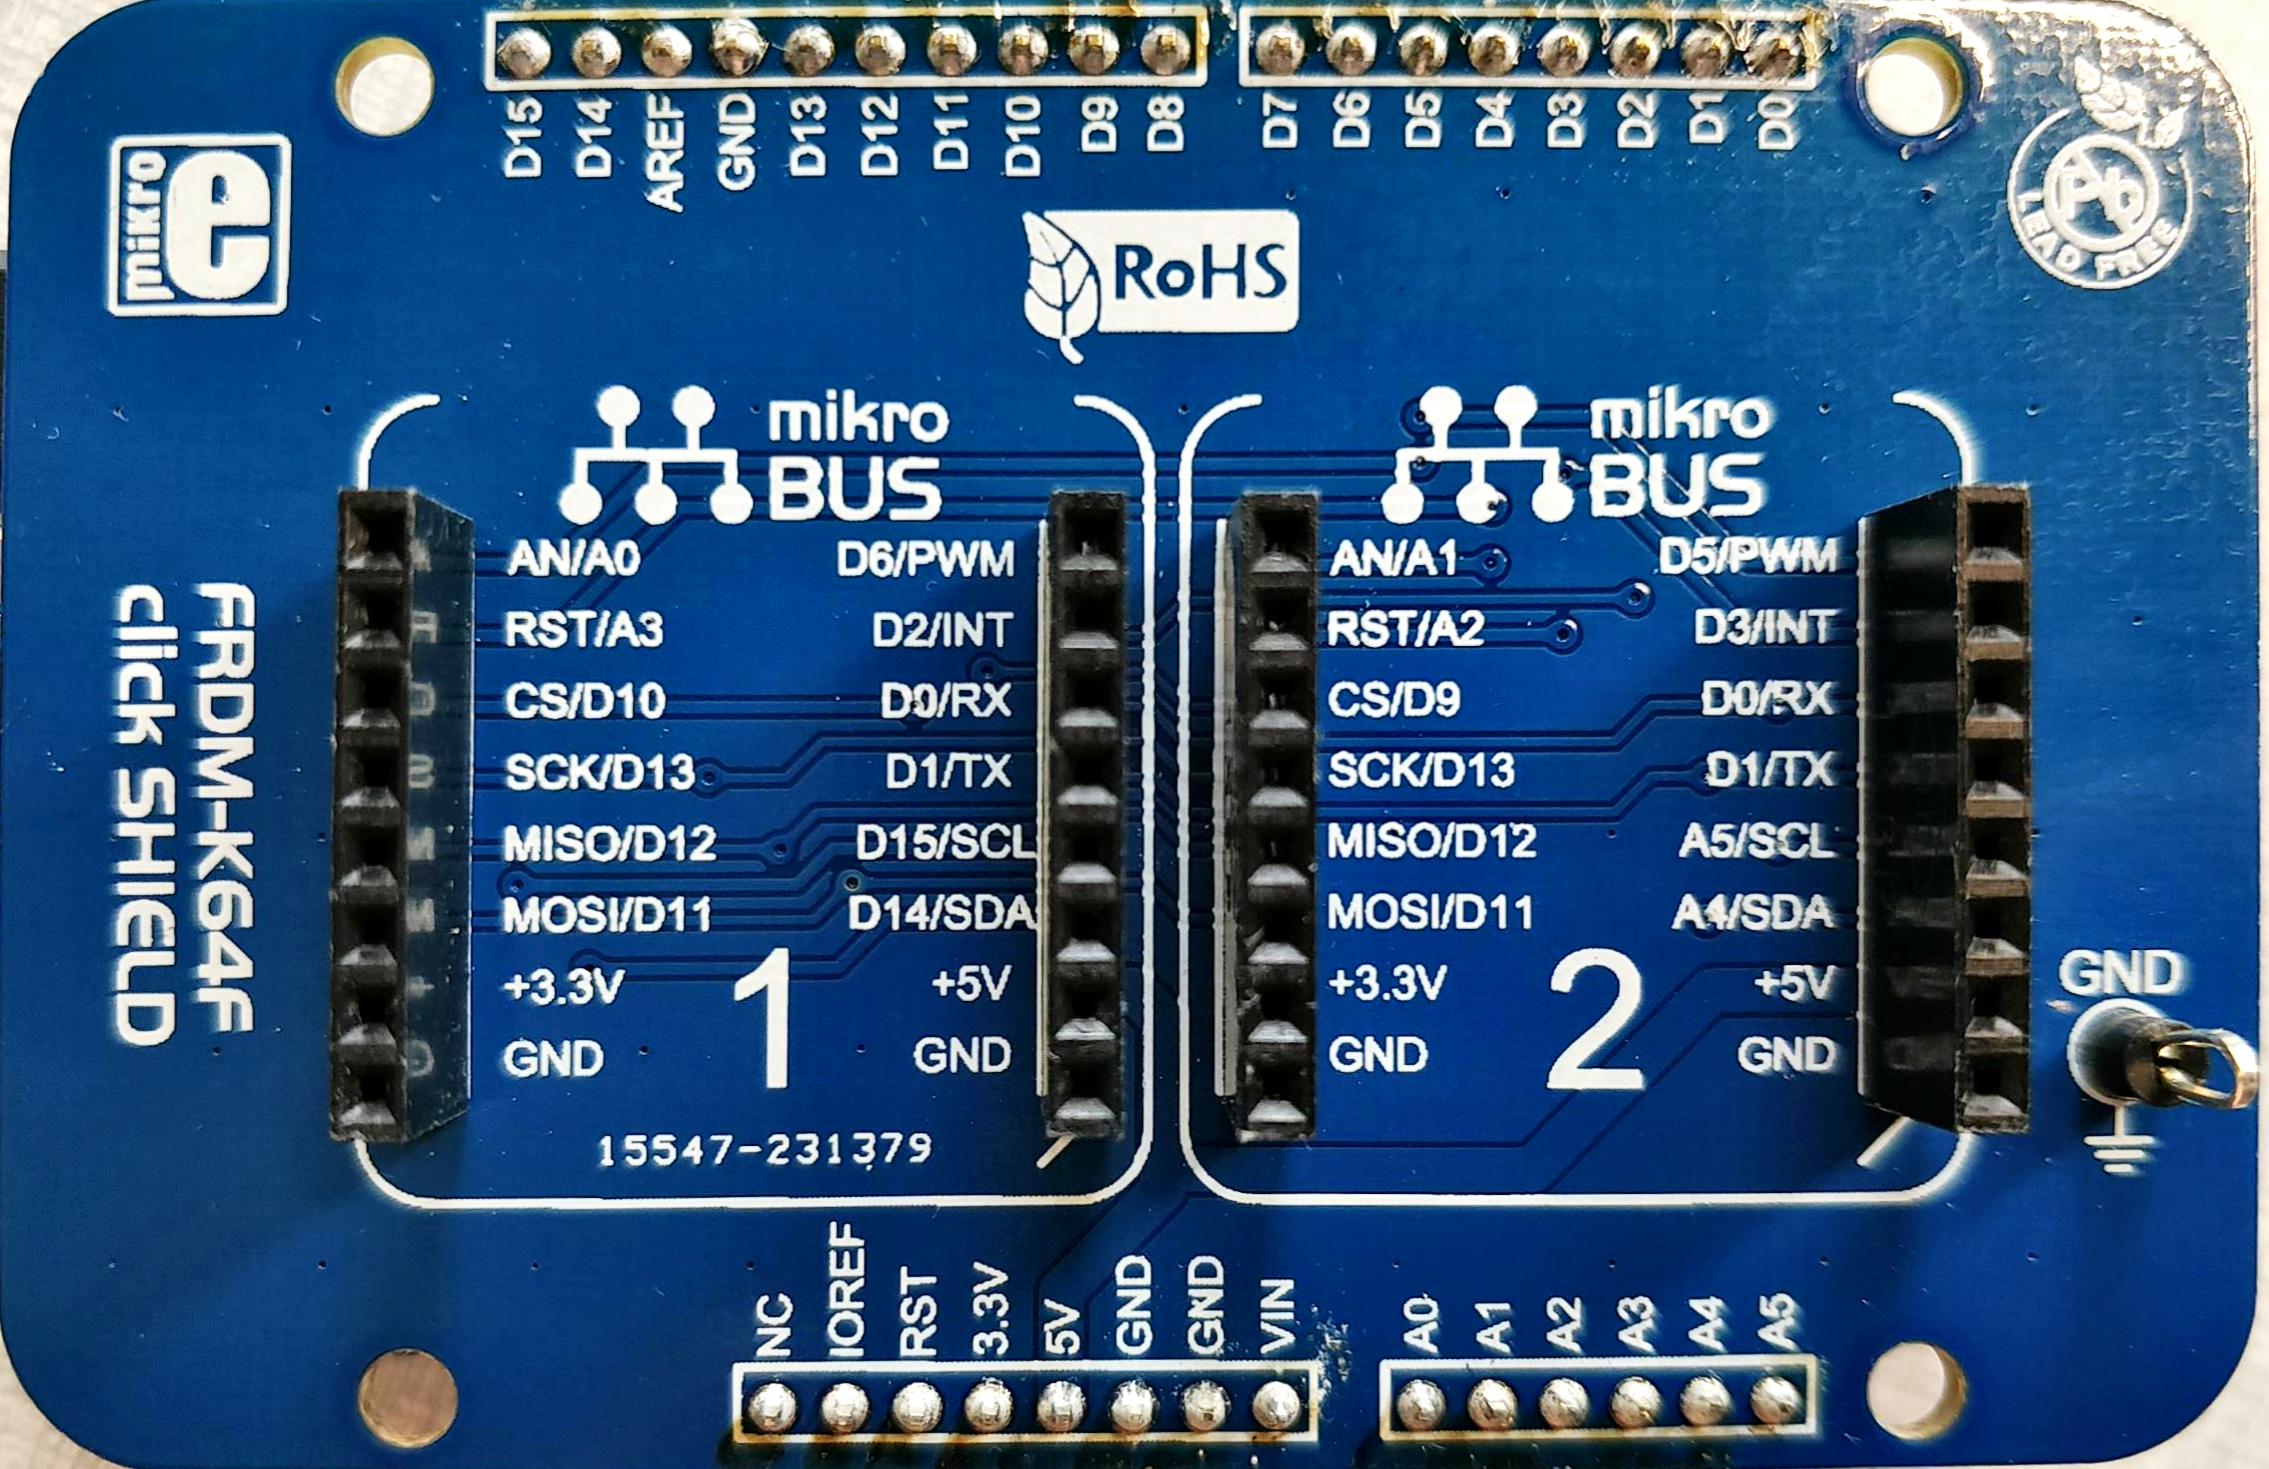 D15 D14 AREF GND D13 D12 D11 D10 D9 D8 D7 D6 D5 D4 D3 D2 D1 D0
mikro e
RoHS
Pb
LEAD FREE
FRDM-K64F
click SHIELD
mikro
BUS
AN/A0 D6/PWM
RST/A3 D2/INT
CS/D10 D0/RX
SCK/D13 D1/TX
MISO/D12 D15/SCL
MOSI/D11 D14/SDA
+3.3V +5V
GND GND
1
15547-231379
mikro
BUS
AN/A1 D5/PWM
RST/A2 D3/INT
CS/D9 D0/RX
SCK/D13 D1/TX
MISO/D12 A5/SCL
MOSI/D11 A4/SDA
+3.3V +5V
GND GND
2
GND
NC IOREF RST 3.3V 5V GND GND VIN A0 A1 A2 A3 A4 A5